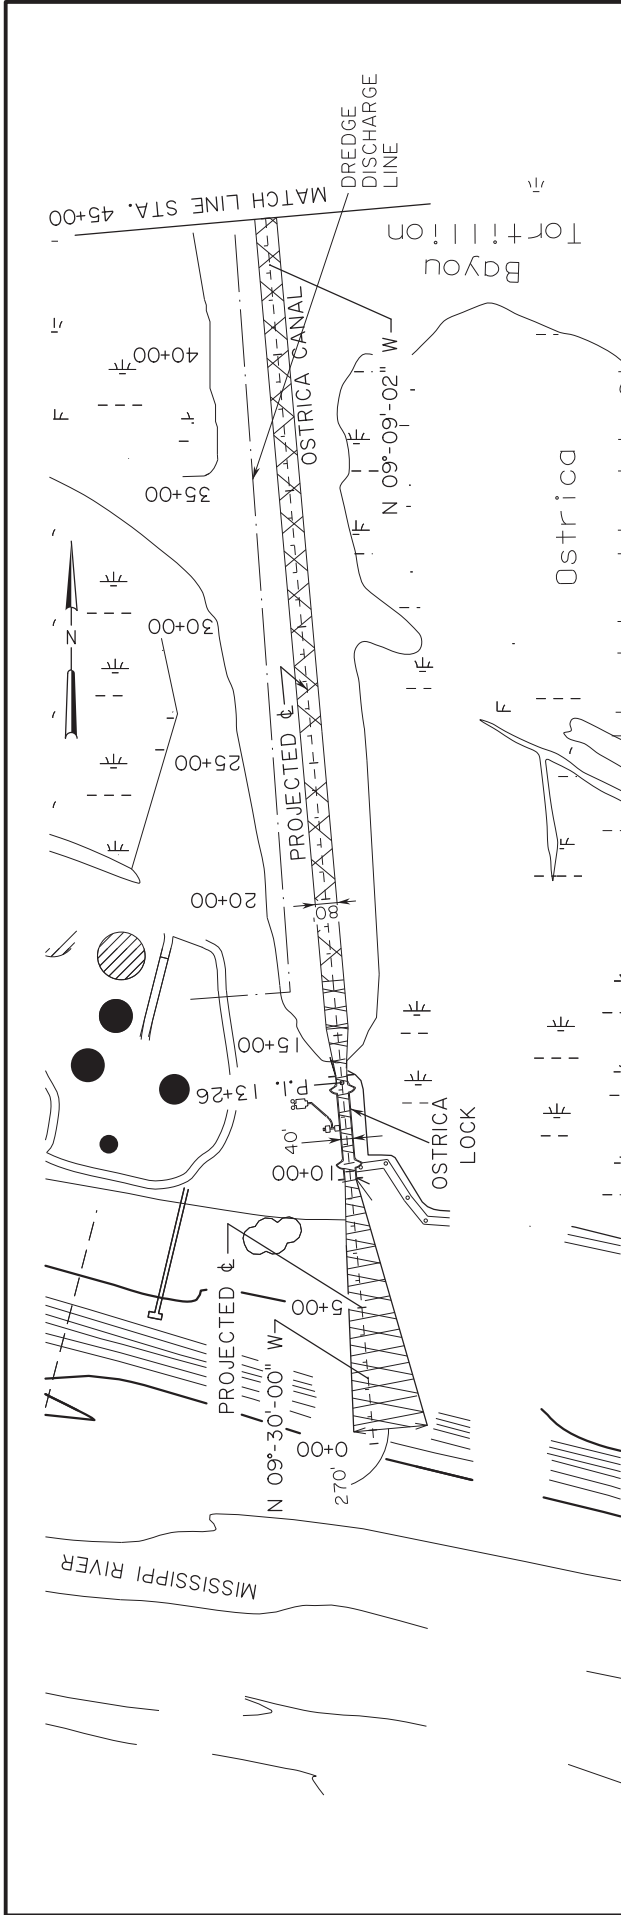 MATCH LINE STA. 45+00
DREDGE
DISCHARGE
LINE
Bayou
Tortillion
40+00
OSTRICA CANAL
N 09°-09'-02" W
35+00
Ostrica
N
30+00
PROJECTED ℄
25+00
20+00
80'
15+00
P.I. 13+26
40'
OSTRICA
LOCK
10+00
PROJECTED ℄
5+00
N 09°-30'-00" W
0+00
270'
MISSISSIPPI RIVER